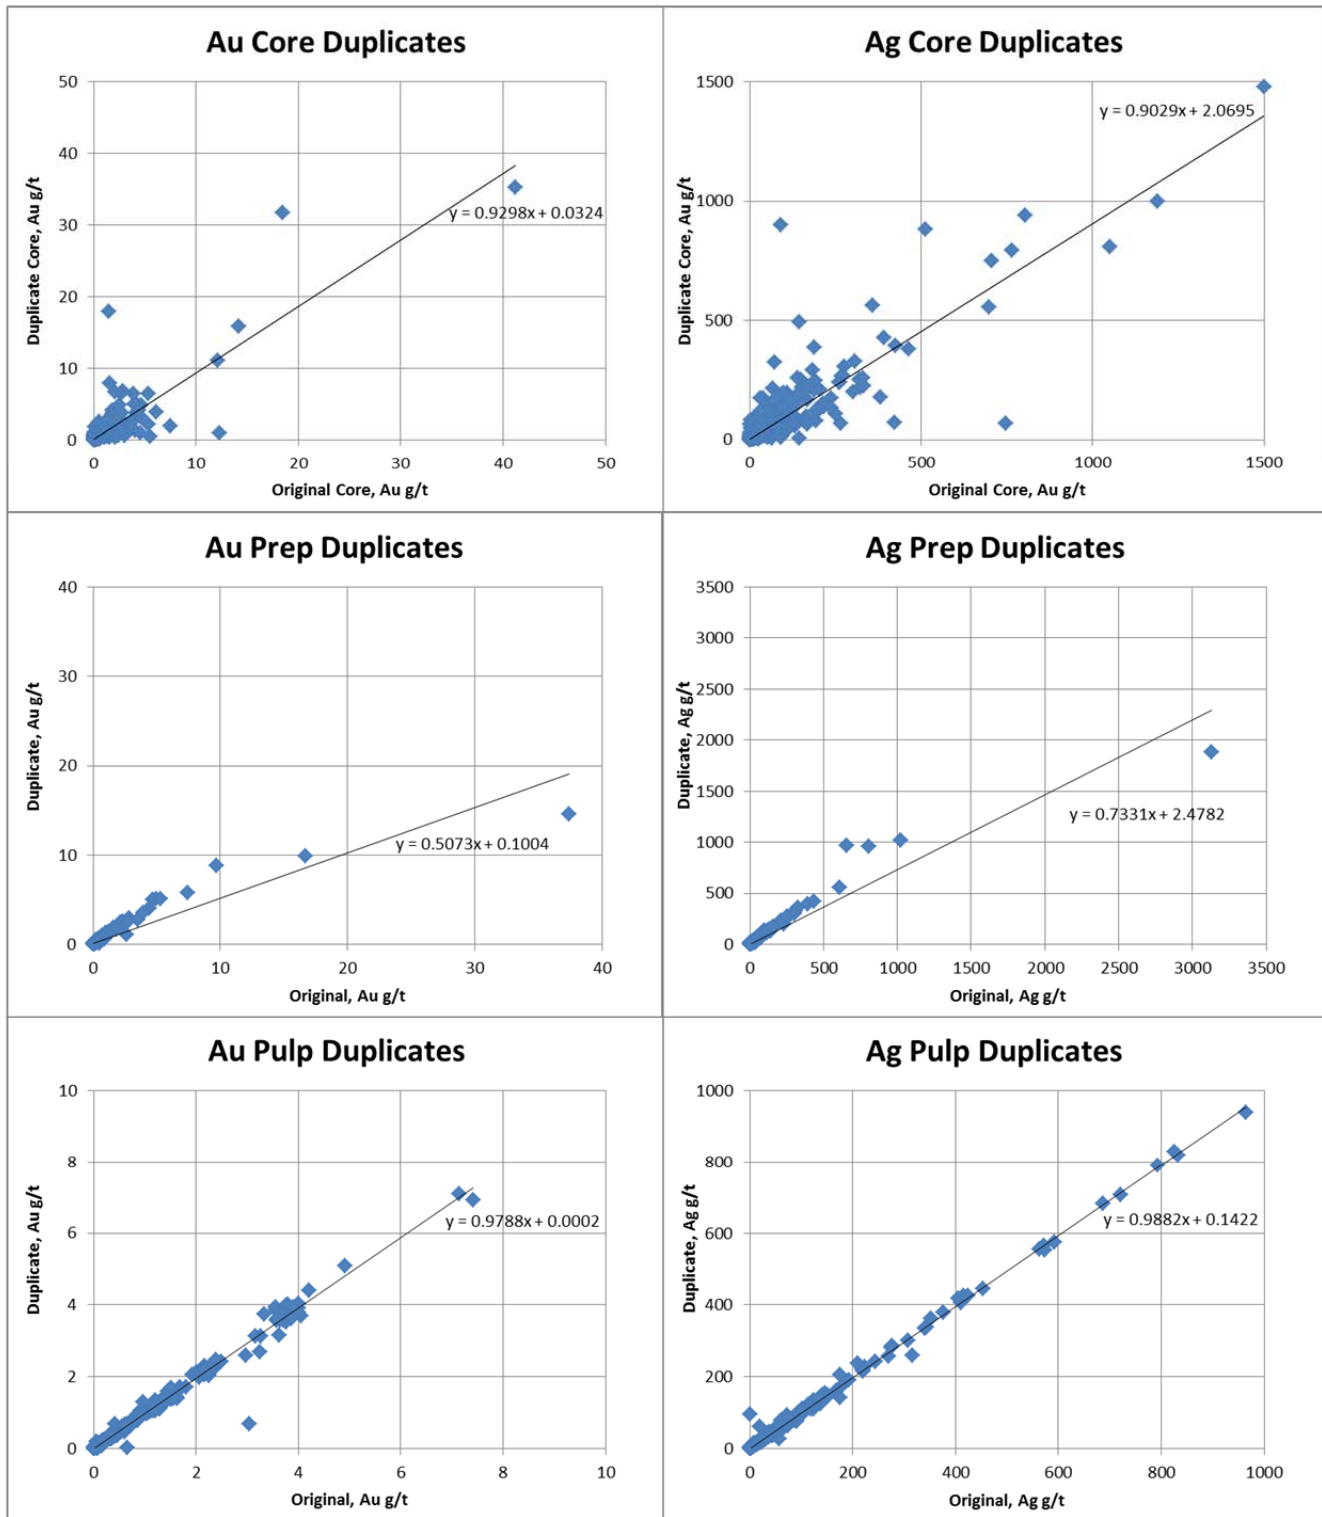 Au Core Duplicates
50
40
30
20
10
0
0 10 20 30 40 50
Duplicate Core, Au g/t
Original Core, Au g/t
y = 0.9298x + 0.0324
Ag Core Duplicates
1500
1000
500
0
0 500 1000 1500
Duplicate Core, Au g/t
Original Core, Au g/t
y = 0.9029x + 2.0695
Au Prep Duplicates
40
30
20
10
0
0 10 20 30 40
Duplicate, Au g/t
Original, Au g/t
y = 0.5073x + 0.1004
Ag Prep Duplicates
3500
3000
2500
2000
1500
1000
500
0
0 500 1000 1500 2000 2500 3000 3500
Duplicate, Ag g/t
Original, Ag g/t
y = 0.7331x + 2.4782
Au Pulp Duplicates
10
8
6
4
2
0
0 2 4 6 8 10
Duplicate, Au g/t
Original, Au g/t
y = 0.9788x + 0.0002
Ag Pulp Duplicates
1000
800
600
400
200
0
0 200 400 600 800 1000
Duplicate, Ag g/t
Original, Ag g/t
y = 0.9882x + 0.1422